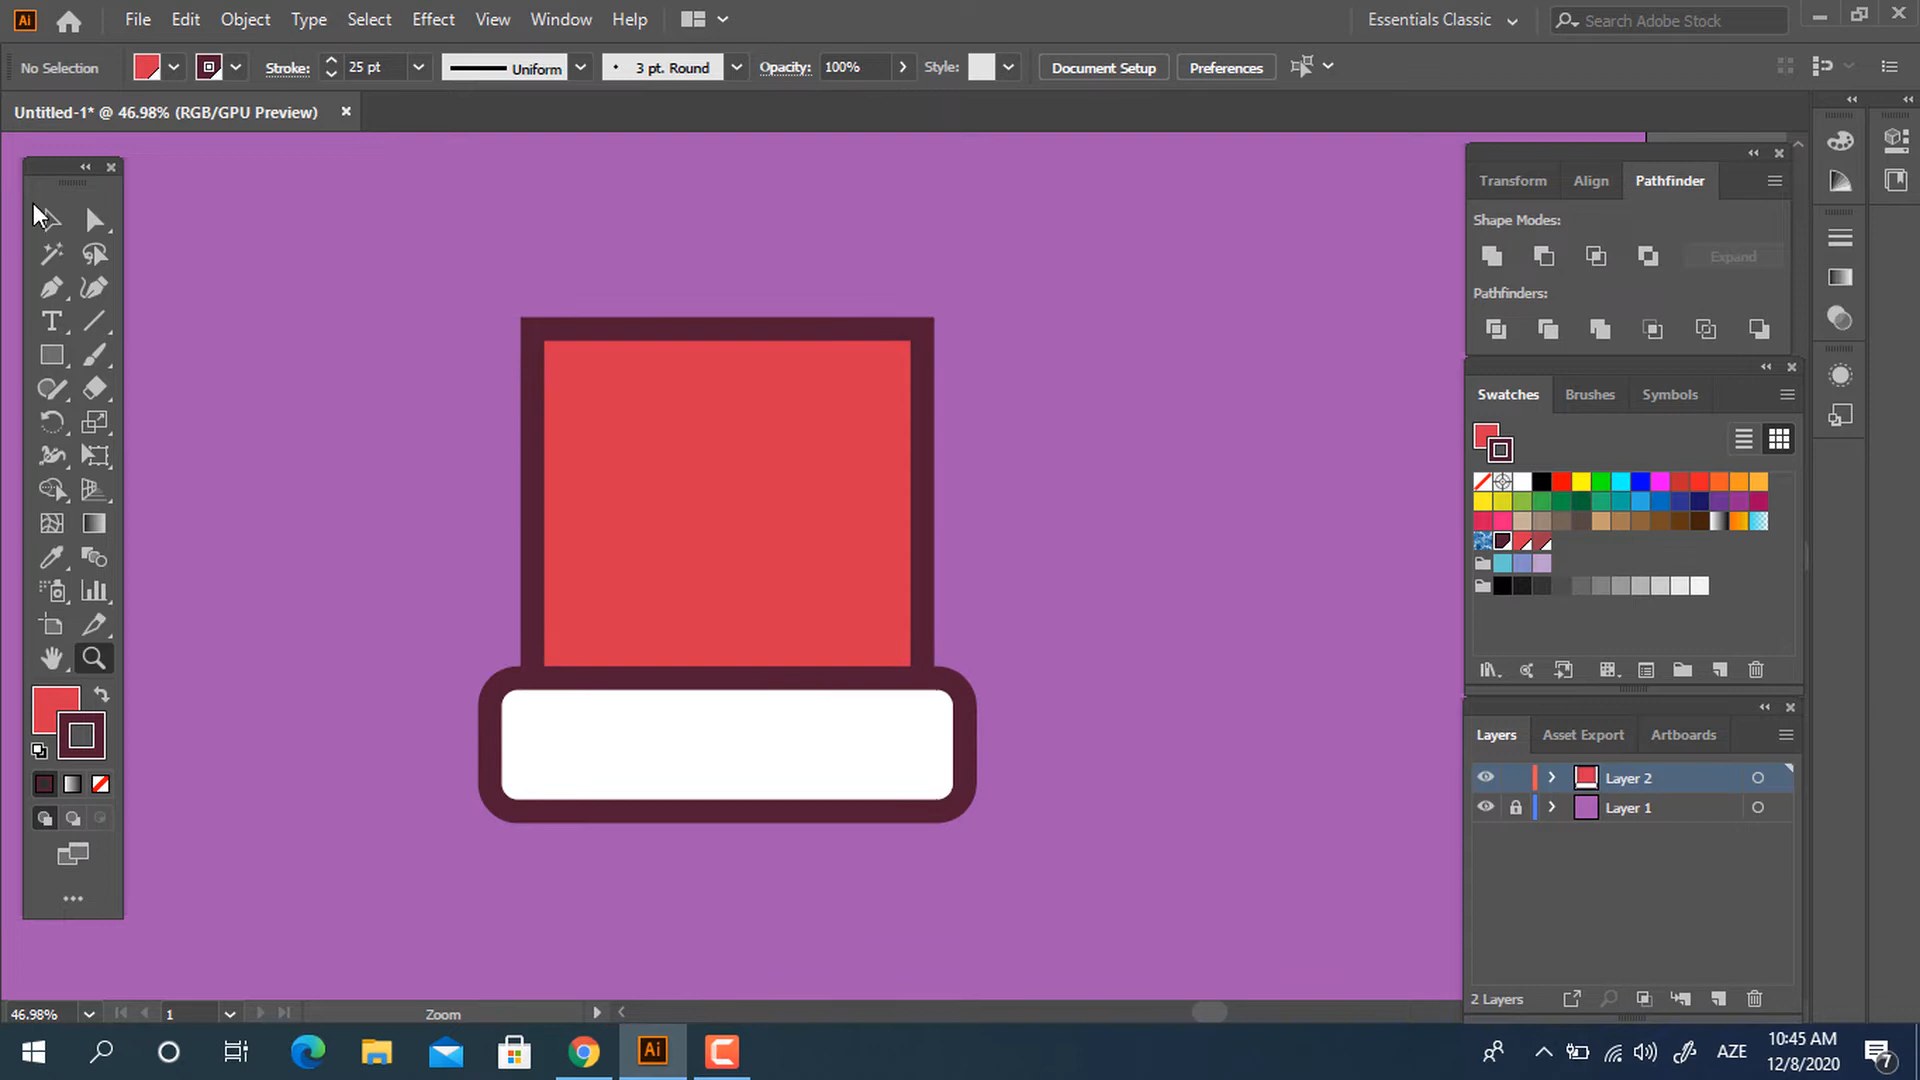 Ai File Edit Object Type Select Effect View Window Help Essentials Classic Search Adobe Stock
No Selection Stroke: 25 pt Uniform 3 pt. Round Opacity: 100% Style: Document Setup Preferences
Untitled-1* @ 46.98% (RGB/GPU Preview)
Transform Align Pathfinder
Shape Modes:
Expand
Pathfinders:
Swatches Brushes Symbols
Layers Asset Export Artboards
Layer 2
Layer 1
2 Layers
46.98% 1 Zoom
Ai AZE 10:45 AM
12/8/2020 7